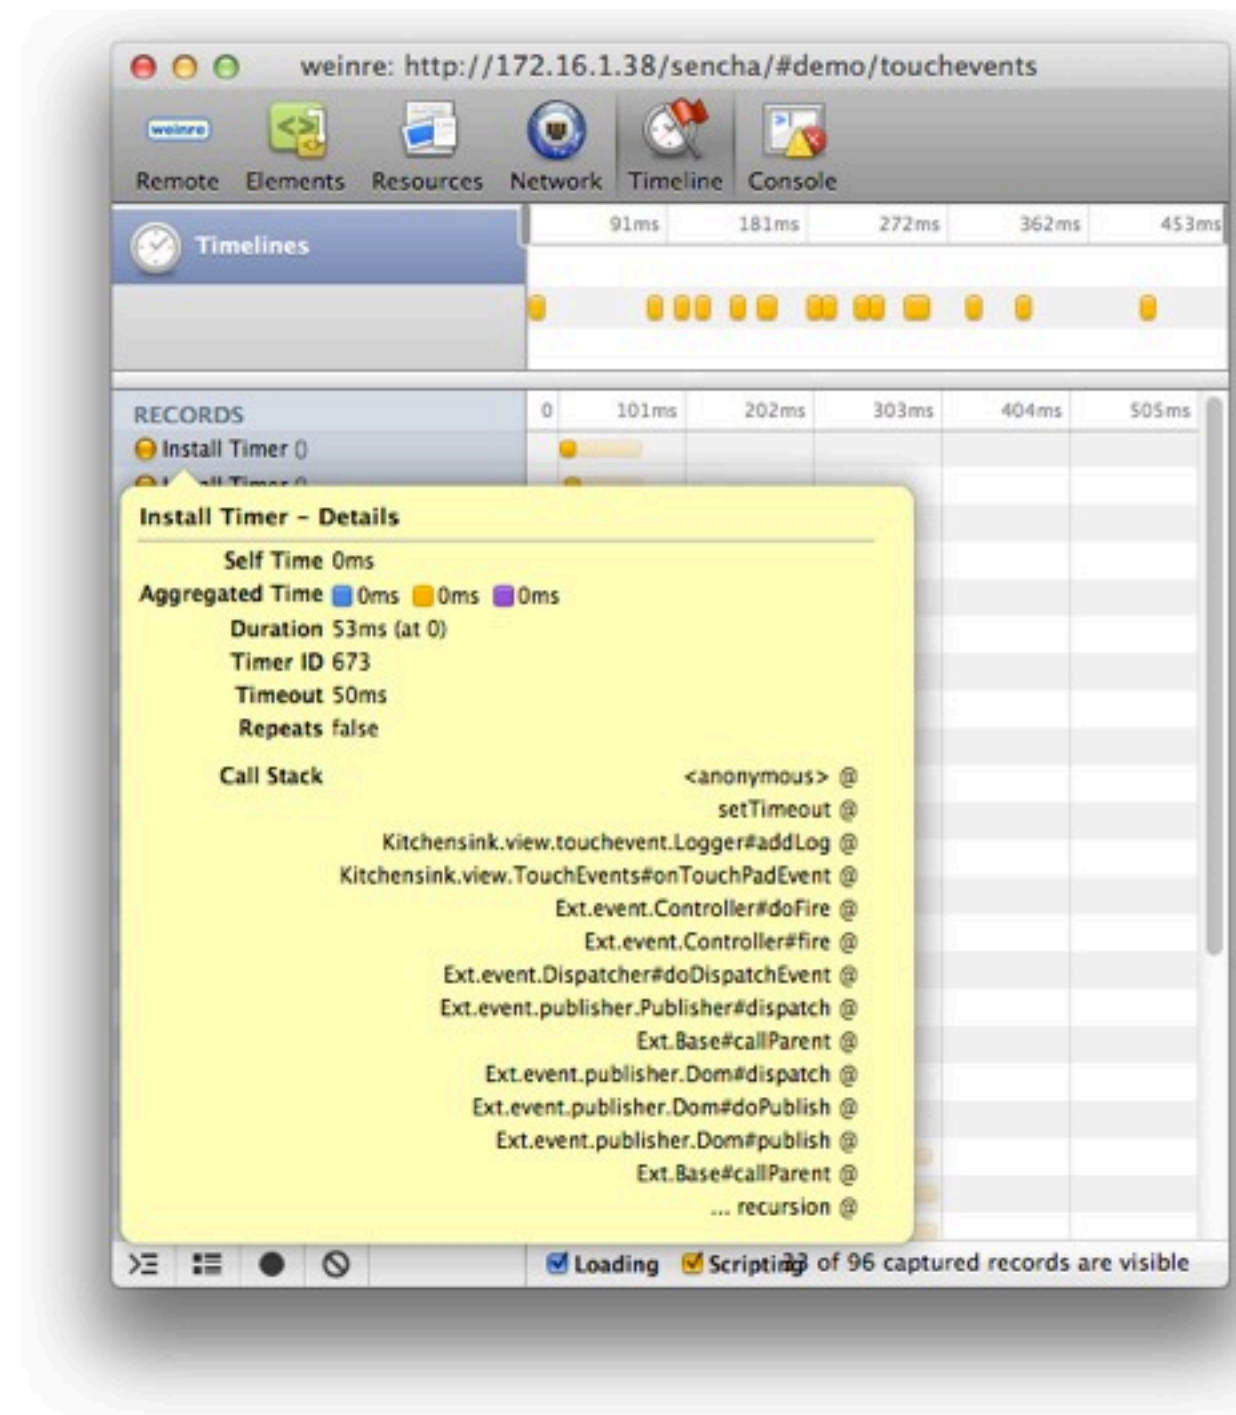 weinre: http://172.16.1.38/sencha/#demo/touchevents
weinre
Remote Elements Resources Network Timeline Console
Timelines
91ms 181ms 272ms 362ms 453ms
RECORDS
0 101ms 202ms 303ms 404ms 505ms
Install Timer ()
Install Timer – Details
Self Time 0ms
Aggregated Time 0ms 0ms 0ms
Duration 53ms (at 0)
Timer ID 673
Timeout 50ms
Repeats false
Call Stack <anonymous> @
setTimeout @
Kitchensink.view.touchevent.Logger#addLog @
Kitchensink.view.TouchEvents#onTouchPadEvent @
Ext.event.Controller#doFire @
Ext.event.Controller#fire @
Ext.event.Dispatcher#doDispatchEvent @
Ext.event.publisher.Publisher#dispatch @
Ext.Base#callParent @
Ext.event.publisher.Dom#dispatch @
Ext.event.publisher.Dom#doPublish @
Ext.event.publisher.Dom#publish @
Ext.Base#callParent @
... recursion @
Loading Scripting of 96 captured records are visible